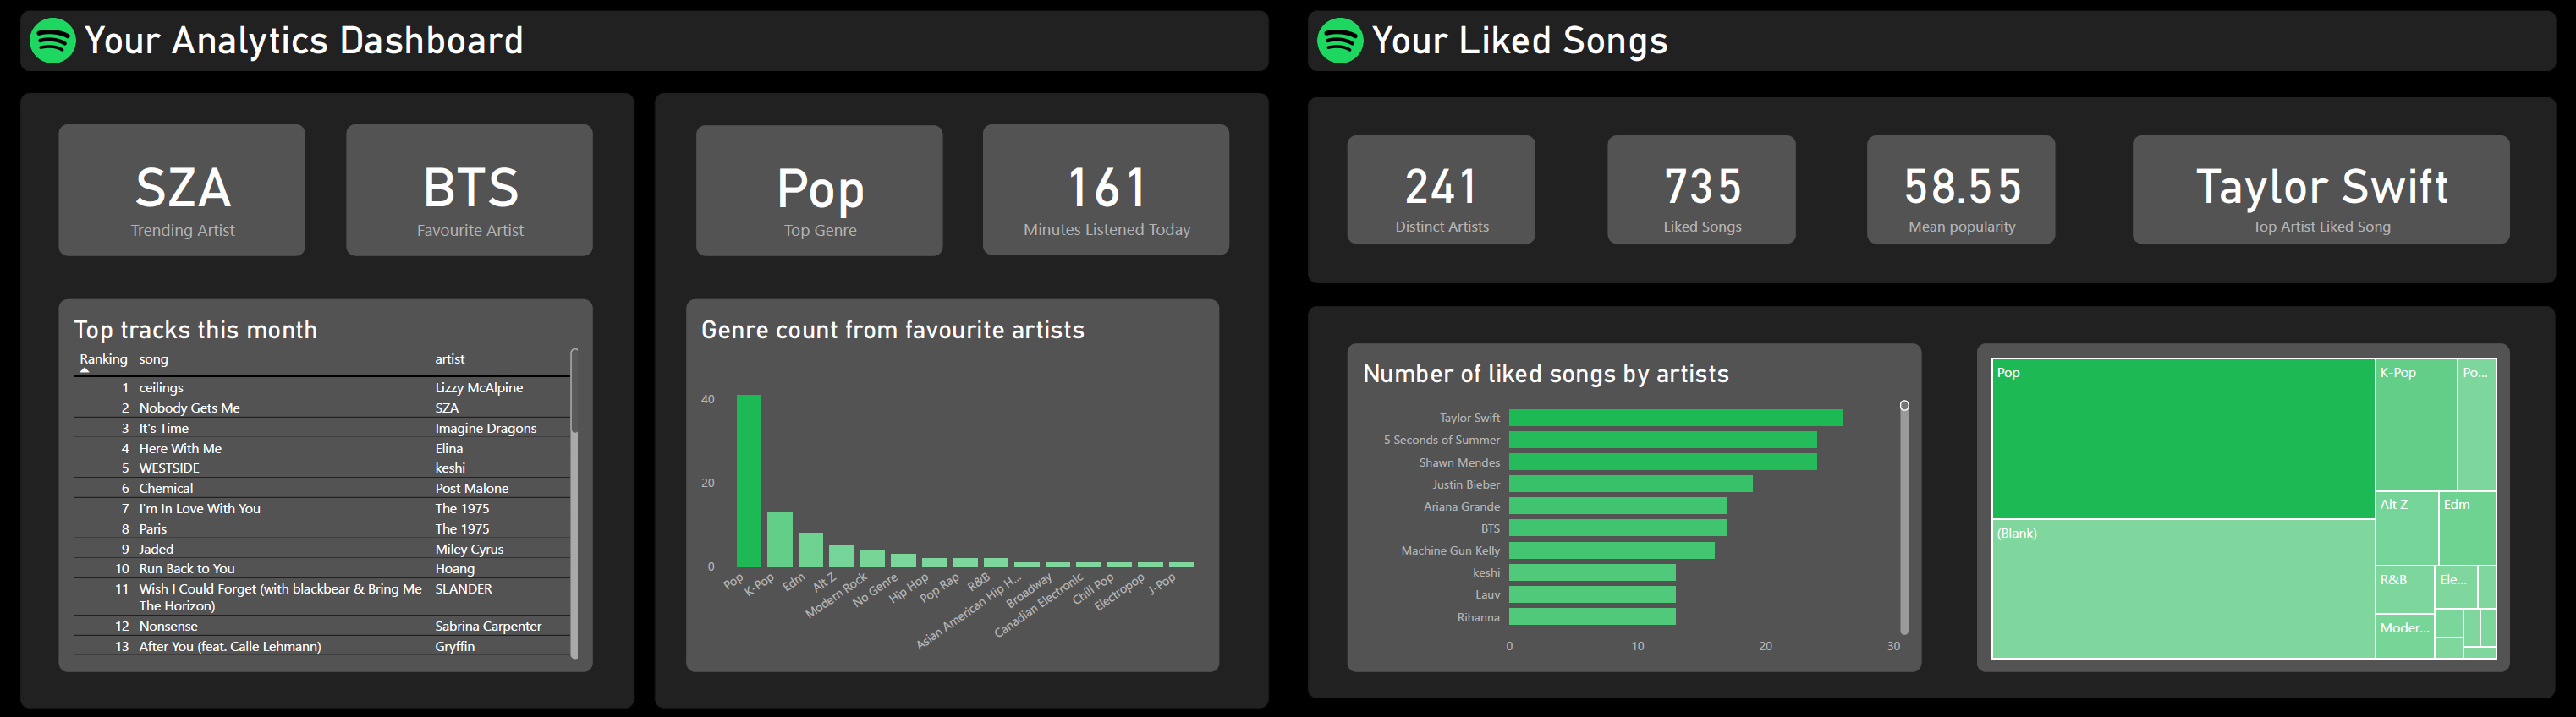 Your Analytics Dashboard
SZA
Trending Artist
BTS
Favourite Artist
Top tracks this month
Ranking song artist
1 ceilings Lizzy McAlpine
2 Nobody Gets Me SZA
3 It's Time Imagine Dragons
4 Here With Me Elina
5 WESTSIDE keshi
6 Chemical Post Malone
7 I'm In Love With You The 1975
8 Paris The 1975
9 Jaded Miley Cyrus
10 Run Back to You Hoang
11 Wish I Could Forget (with blackbear & Bring Me SLANDER
The Horizon)
12 Nonsense Sabrina Carpenter
13 After You (feat. Calle Lehmann) Gryffin
Pop
Top Genre
161
Minutes Listened Today
Genre count from favourite artists
40
20
0
Pop
K-Pop
Edm
Alt Z
Modern Rock
No Genre
Hip Hop
Pop Rap
R&B
Asian American Hip H...
Broadway
Canadian Electronic
Chill Pop
Electropop
J-Pop
Your Liked Songs
241
Distinct Artists
735
Liked Songs
58.55
Mean popularity
Taylor Swift
Top Artist Liked Song
Number of liked songs by artists
Taylor Swift
5 Seconds of Summer
Shawn Mendes
Justin Bieber
Ariana Grande
BTS
Machine Gun Kelly
keshi
Lauv
Rihanna
0 10 20 30
Pop
(Blank)
K-Pop
Po...
Alt Z
Edm
R&B
Ele...
Moder...